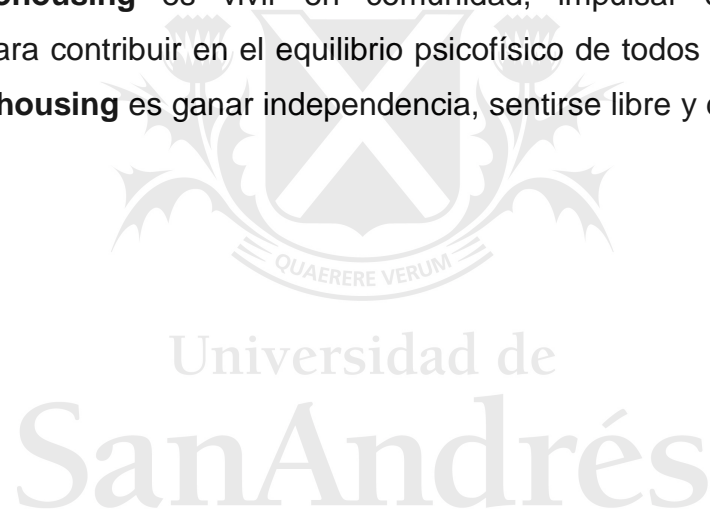 ohousing es vivir en comunidad, impulsar
ara contribuir en el equilibrio psicofísico de todos
housing es ganar independencia, sentirse libre y
QUAERERE VERUM
Universidad de
SanAndrés